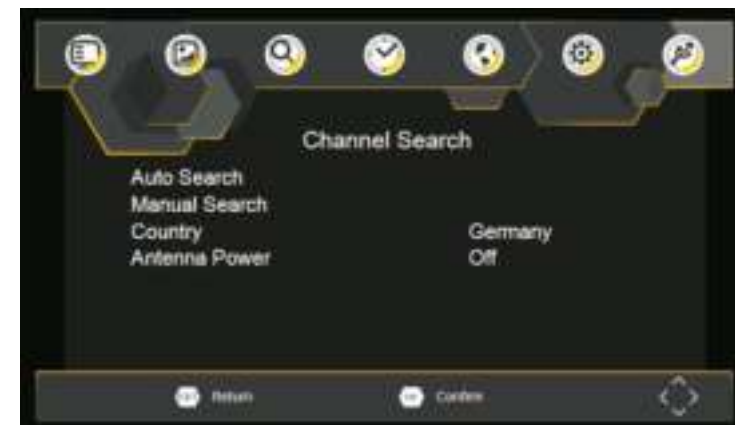 Channel Search
Auto Search
Manual Search
Country Germany
Antenna Power Off
Return Confirm